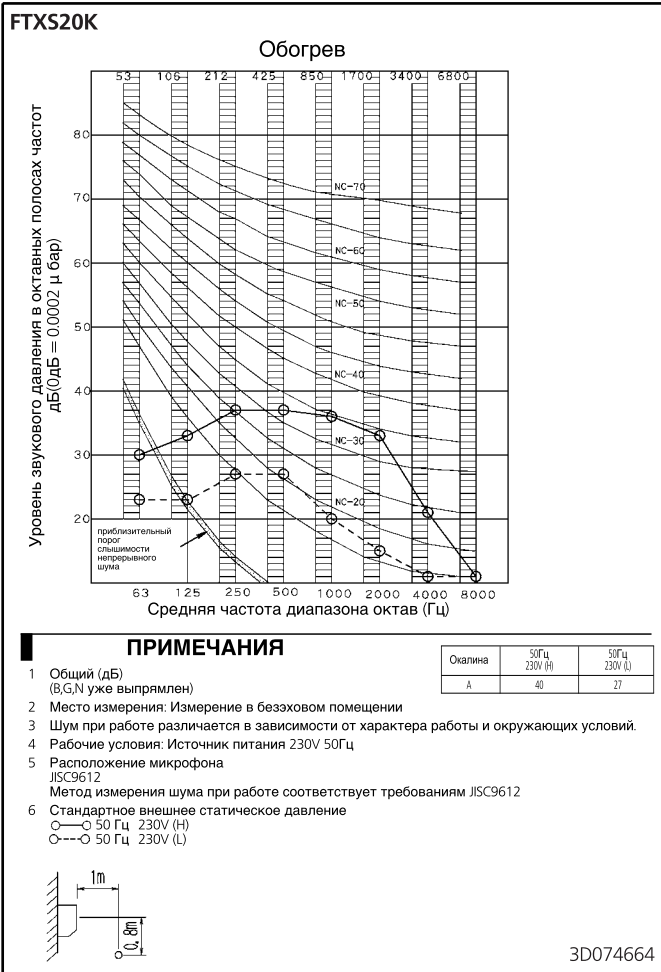 FTXS20K
Обогрев
53 106 212 425 850 1700 3400 6800
Уровень звукового давления в октавных полосах частот
дБ(0дБ = 0.0002 µ бар)
80
70
60
50
40
30
20
NC-70
NC-60
NC-50
NC-40
NC-30
NC-20
приблизительный
порог
слышимости
непрерывного
шума
63 125 250 500 1000 2000 4000 8000
Средняя частота диапазона октав (Гц)
ПРИМЕЧАНИЯ
Окалина 50Гц 230V (H) 50Гц 230V (L)
A 40 27
1 Общий (дБ)
(B,G,N уже выпрямлен)
2 Место измерения: Измерение в безэховом помещении
3 Шум при работе различается в зависимости от характера работы и окружающих условий.
4 Рабочие условия: Источник питания 230V 50Гц
5 Расположение микрофона
JISC9612
Метод измерения шума при работе соответствует требованиям JISC9612
6 Стандартное внешнее статическое давление
50 Гц 230V (H)
50 Гц 230V (L)
1m
0.8m
3D074664